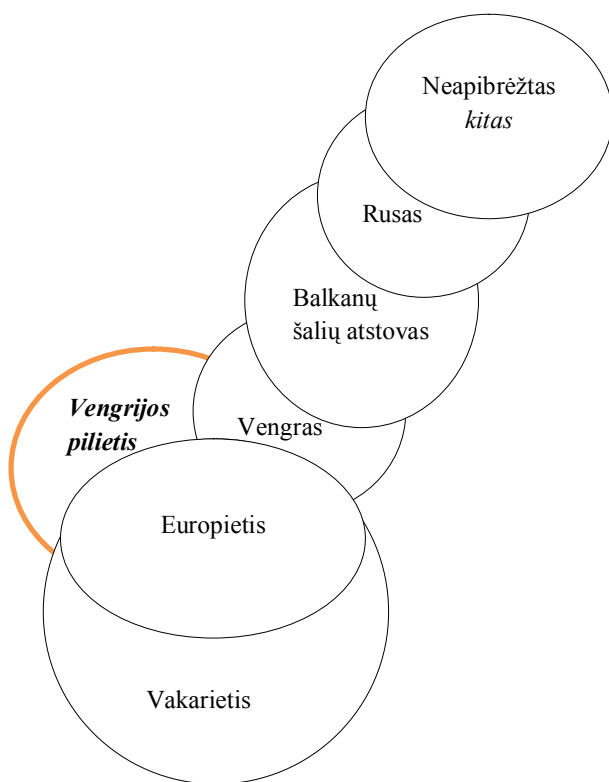 Neapibrėžtas
kitas
Rusas
Balkanų
šalių atstovas
Vengrijos
pilietis
Vengras
Europietis
Vakarietis